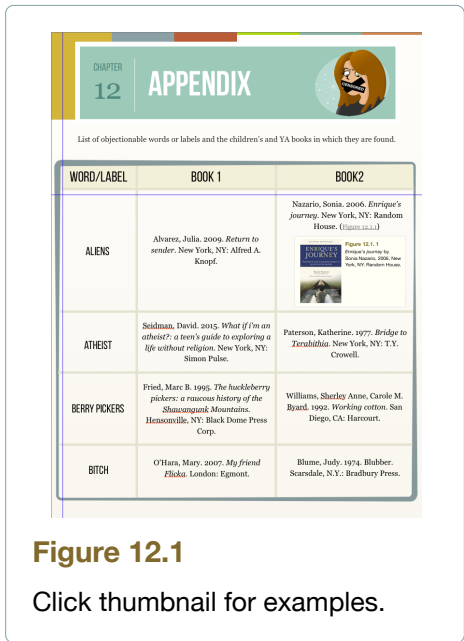 CHAPTER
12
APPENDIX
CENSORED
List of objectionable words or labels and the children's and YA books in which they are found.
WORD/LABEL
BOOK 1
BOOK2
ALIENS
Alvarez, Julia. 2009. Return to
sender. New York, NY: Alfred A.
Knopf.
Nazario, Sonia. 2006. Enrique's
journey. New York, NY: Random
House. (Figure 12.1.1)
ENRIQUE'S
JOURNEY
Figure 12.1. 1
Enrique's journey by
Sonia Nazario, 2006, New
York, NY: Random House.
ATHEIST
Seidman, David. 2015. What if i'm an
atheist?: a teen's guide to exploring a
life without religion. New York, NY:
Simon Pulse.
Paterson, Katherine. 1977. Bridge to
Terabithia. New York, NY: T.Y.
Crowell.
BERRY PICKERS
Fried, Marc B. 1995. The huckleberry
pickers: a raucous history of the
Shawangunk Mountains.
Hensonville, NY: Black Dome Press
Corp.
Williams, Sherley Anne, Carole M.
Byard. 1992. Working cotton. San
Diego, CA: Harcourt.
BITCH
O'Hara, Mary. 2007. My friend
Flicka. London: Egmont.
Blume, Judy. 1974. Blubber.
Scarsdale, N.Y.: Bradbury Press.
Figure 12.1
Click thumbnail for examples.